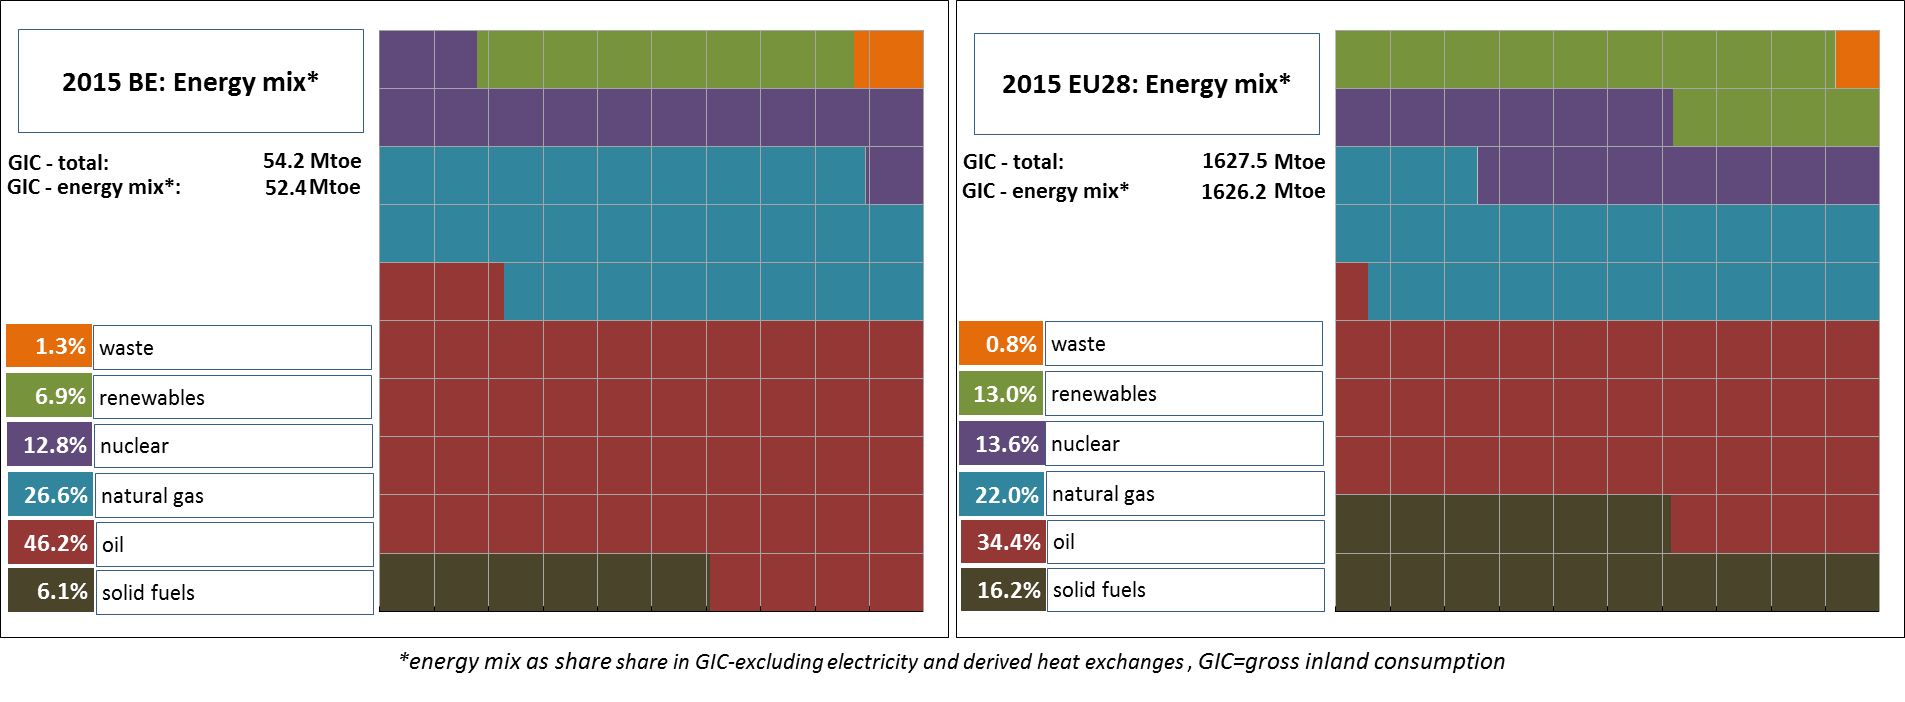 2015 BE: Energy mix*
GIC - total: 54.2 Mtoe
GIC - energy mix*: 52.4 Mtoe
1.3% waste
6.9% renewables
12.8% nuclear
26.6% natural gas
46.2% oil
6.1% solid fuels
2015 EU28: Energy mix*
GIC - total: 1627.5 Mtoe
GIC - energy mix* 1626.2 Mtoe
0.8% waste
13.0% renewables
13.6% nuclear
22.0% natural gas
34.4% oil
16.2% solid fuels
*energy mix as share share in GIC-excluding electricity and derived heat exchanges , GIC=gross inland consumption